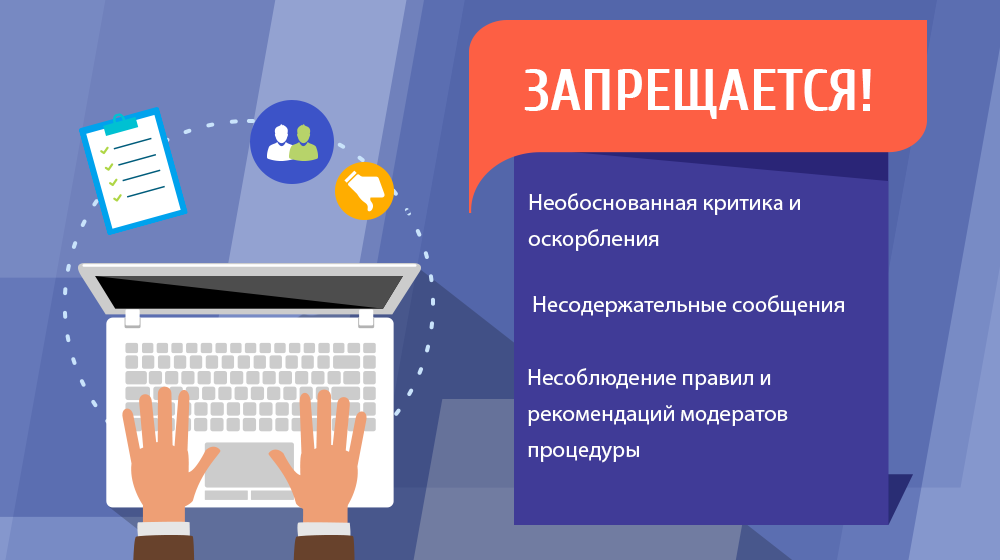 ЗАПРЕЩАЕТСЯ!
Необоснованная критика и
оскорбления
Несодержательные сообщения
Несоблюдение правил и
рекомендаций модератов
процедуры